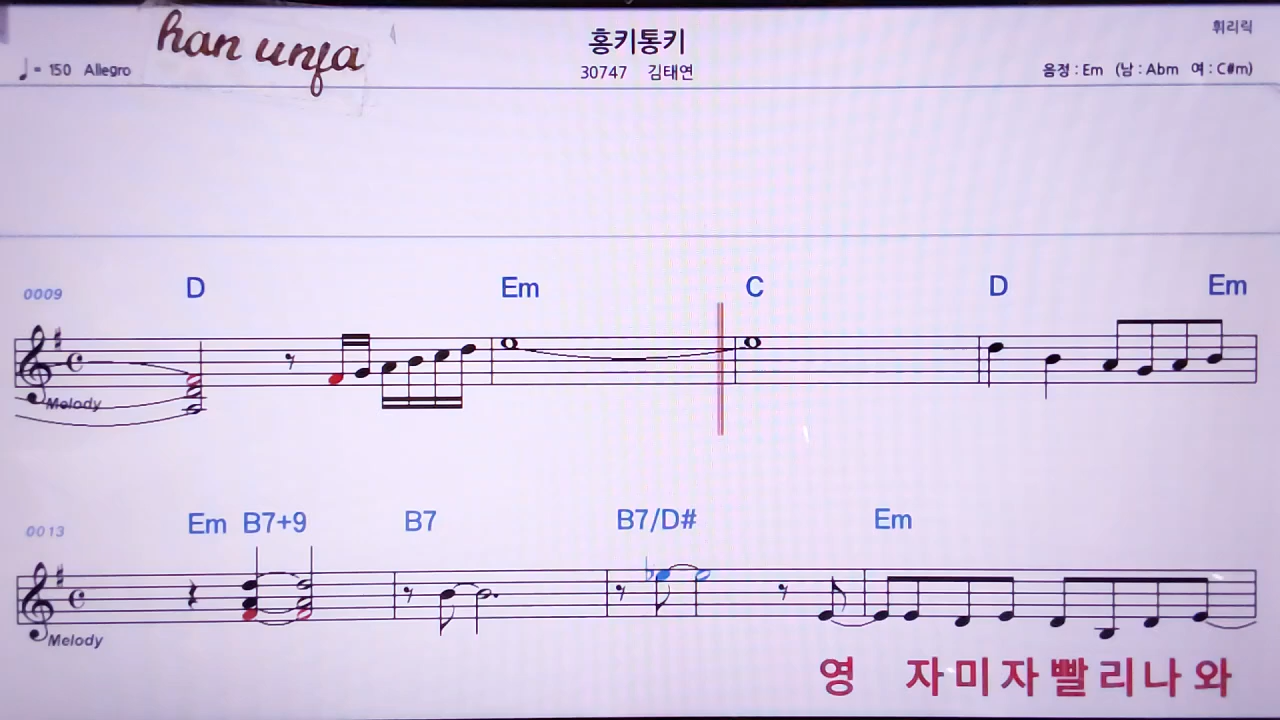 han unja
홍키통키
휘리릭
♩= 150 Allegro
30747 김태연
음정 : Em (남 : Abm 여 : C#m)
0009 D Em C D Em
Melody
0013 Em B7+9 B7 B7/D# Em
Melody
영 자미자빨리나와